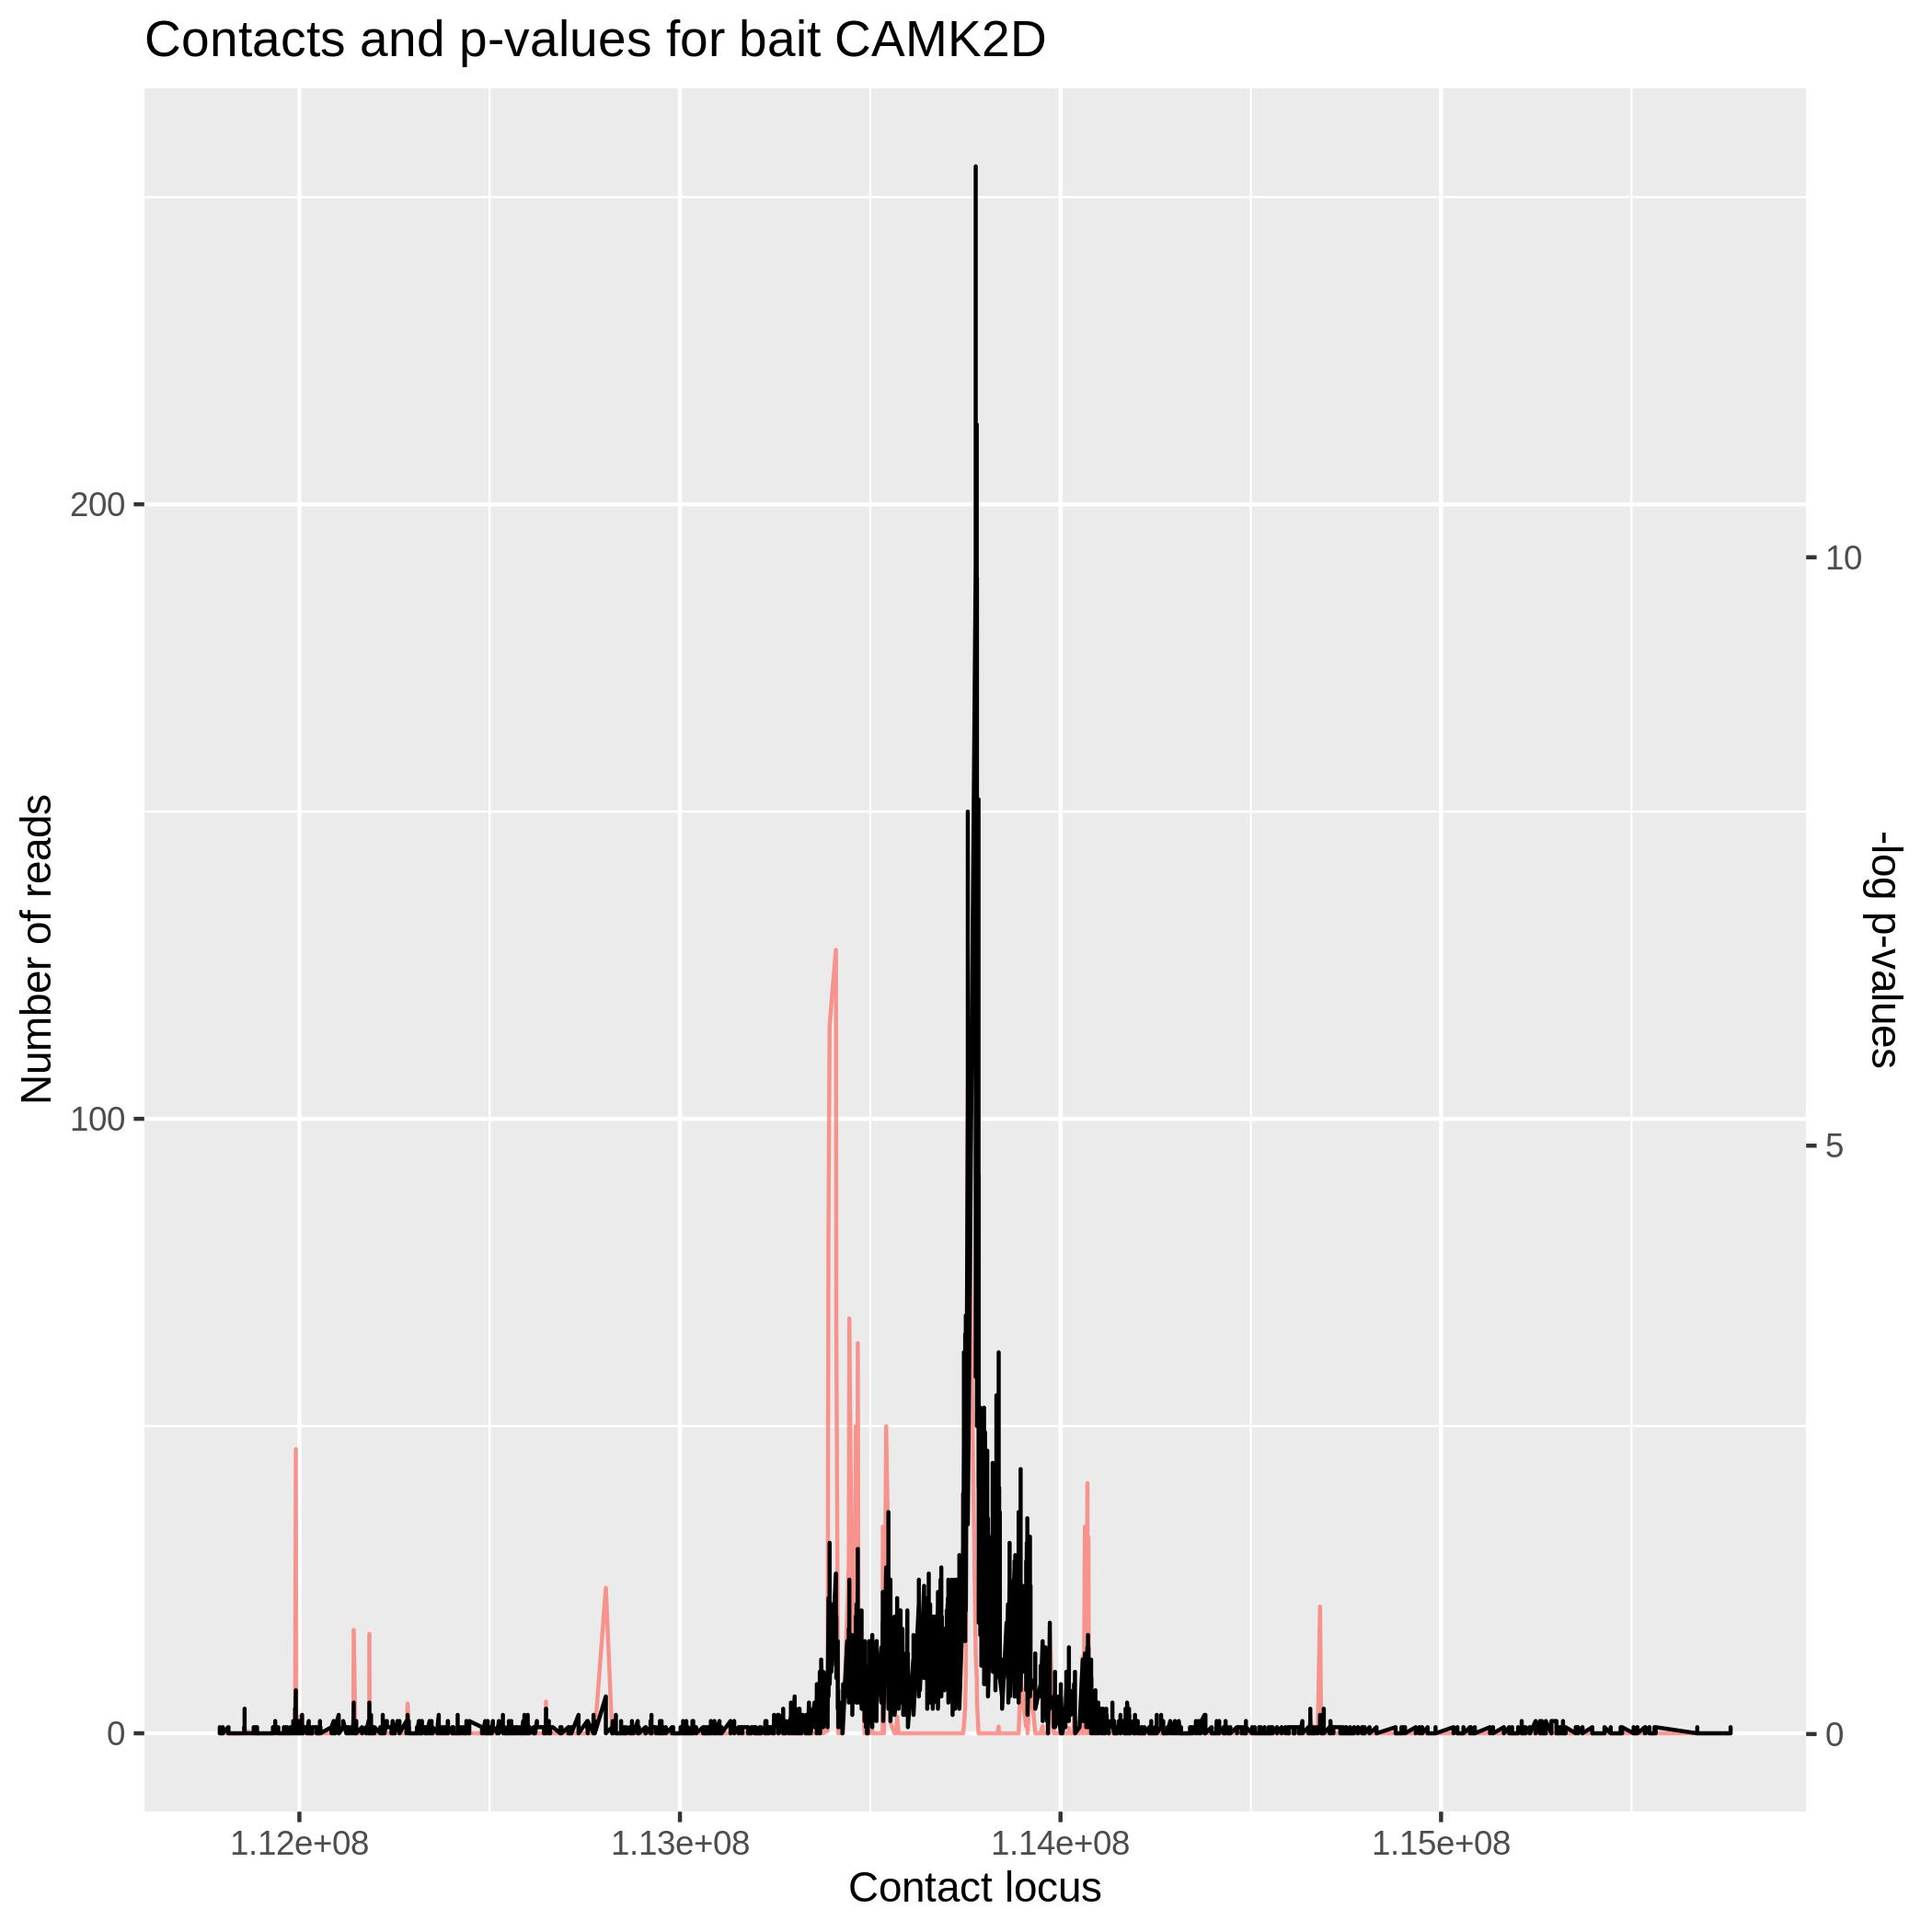 Contacts and p-values for bait CAMK2D
Number of reads
200
100
0
10
5
0
-log p-values
1.12e+08 1.13e+08 1.14e+08 1.15e+08
Contact locus